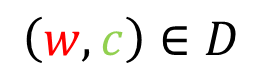 (w, c) ∈ D